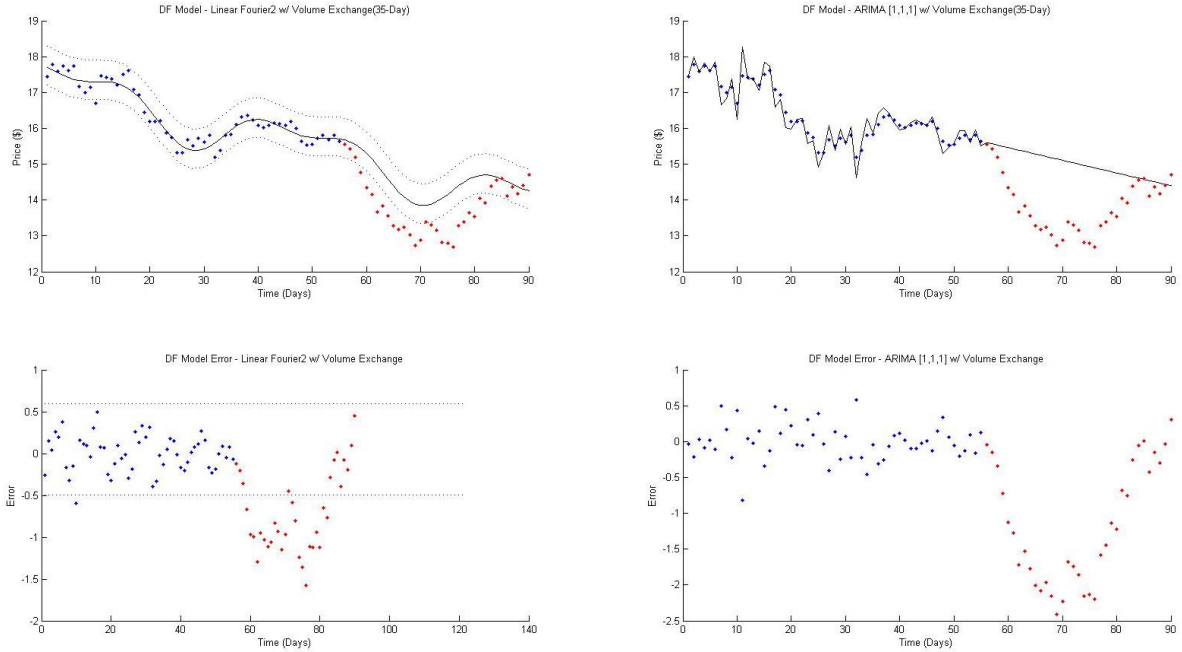 DF Model - Linear Fourier2 w/ Volume Exchange(35-Day)
19
18
17
16
15
14
13
12
Price ($)
0 10 20 30 40 50 60 70 80 90
Time (Days)
DF Model - ARIMA [1,1,1] w/ Volume Exchange(35-Day)
19
18
17
16
15
14
13
12
Price ($)
0 10 20 30 40 50 60 70 80 90
Time (Days)
DF Model Error - Linear Fourier2 w/ Volume Exchange
1
0.5
0
-0.5
-1
-1.5
-2
Error
0 20 40 60 80 100 120 140
Time (Days)
DF Model Error - ARIMA [1,1,1] w/ Volume Exchange
1
0.5
0
-0.5
-1
-1.5
-2
-2.5
Error
0 10 20 30 40 50 60 70 80 90
Time (Days)